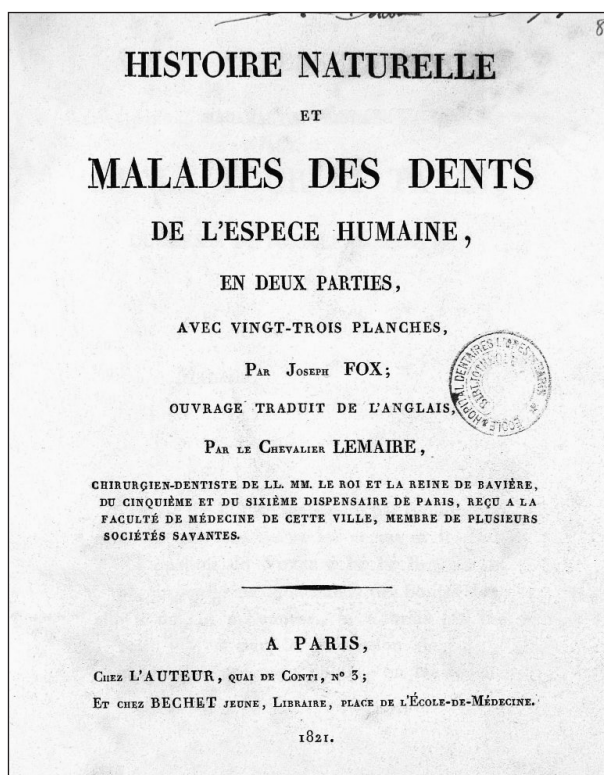 8
HISTOIRE NATURELLE
ET
MALADIES DES DENTS
DE L'ESPECE HUMAINE,
EN DEUX PARTIES,
AVEC VINGT-TROIS PLANCHES,
PAR JOSEPH FOX;
OUVRAGE TRADUIT DE L'ANGLAIS,
PAR LE CHEVALIER LEMAIRE,
CHIRURGIEN-DENTISTE DE LL. MM. LE ROI ET LA REINE DE BAVIÈRE,
DU CINQUIÈME ET DU SIXIÈME DISPENSAIRE DE PARIS, REÇU A LA
FACULTÉ DE MÉDECINE DE CETTE VILLE, MEMBRE DE PLUSIEURS
SOCIÉTÉS SAVANTES.
A PARIS,
CHEZ L'AUTEUR, QUAI DE CONTI, Nº 3;
ET CHEZ BECHET JEUNE, LIBRAIRE, PLACE DE L'ÉCOLE-DE-MÉDECINE.
1821.